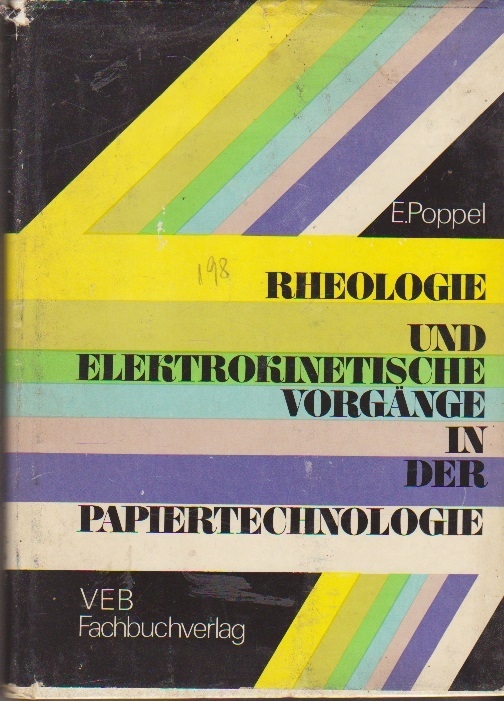 E.Poppel
198
RHEOLOGIE
UND
ELEKTROKINETISCHE
VORGÄNGE
IN
DER
PAPIERTECHNOLOGIE
VEB
Fachbuchverlag